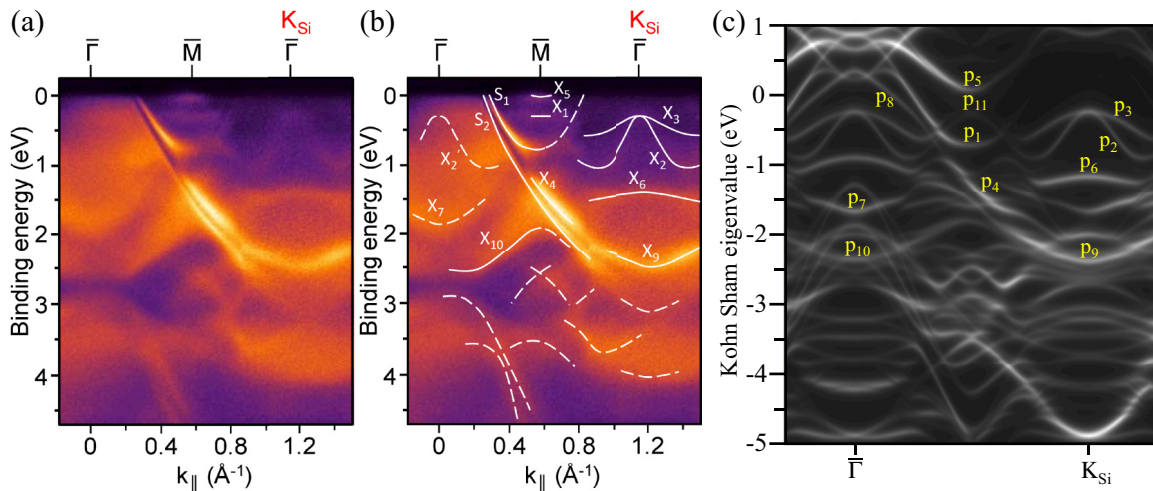 (a)
K_Si
Γ̅ M̅ Γ̅
Binding energy (eV)
0
1
2
3
4
0 0.4 0.8 1.2
k_∥ (Å⁻¹)
(b)
K_Si
Γ̅ M̅ Γ̅
Binding energy (eV)
0
1
2
3
4
S₁
S₂
X₅
X₁
X₃
X₂
X₂
X₄
X₆
X₇
X₁₀
X₉
0 0.4 0.8 1.2
k_∥ (Å⁻¹)
(c)
Kohn Sham eigenvalue (eV)
1
0
-1
-2
-3
-4
-5
p₅
p₈
p₁₁
p₃
p₁
p₂
p₆
p₄
p₇
p₁₀
p₉
Γ̅ K_Si